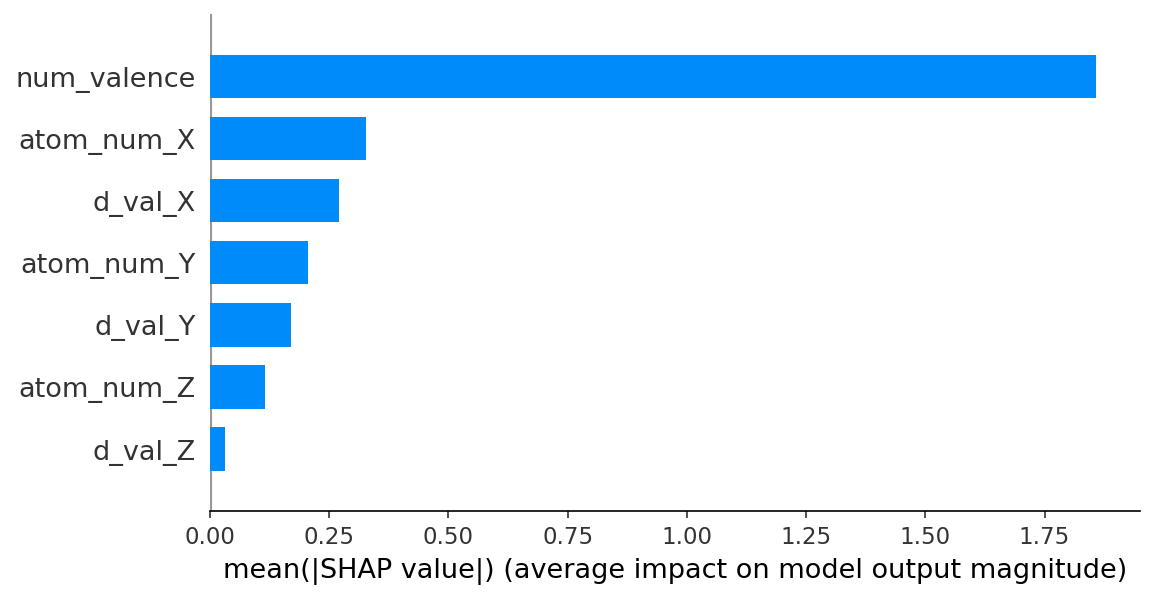 num_valence
atom_num_X
d_val_X
atom_num_Y
d_val_Y
atom_num_Z
d_val_Z
0.00 0.25 0.50 0.75 1.00 1.25 1.50 1.75
mean(|SHAP value|) (average impact on model output magnitude)